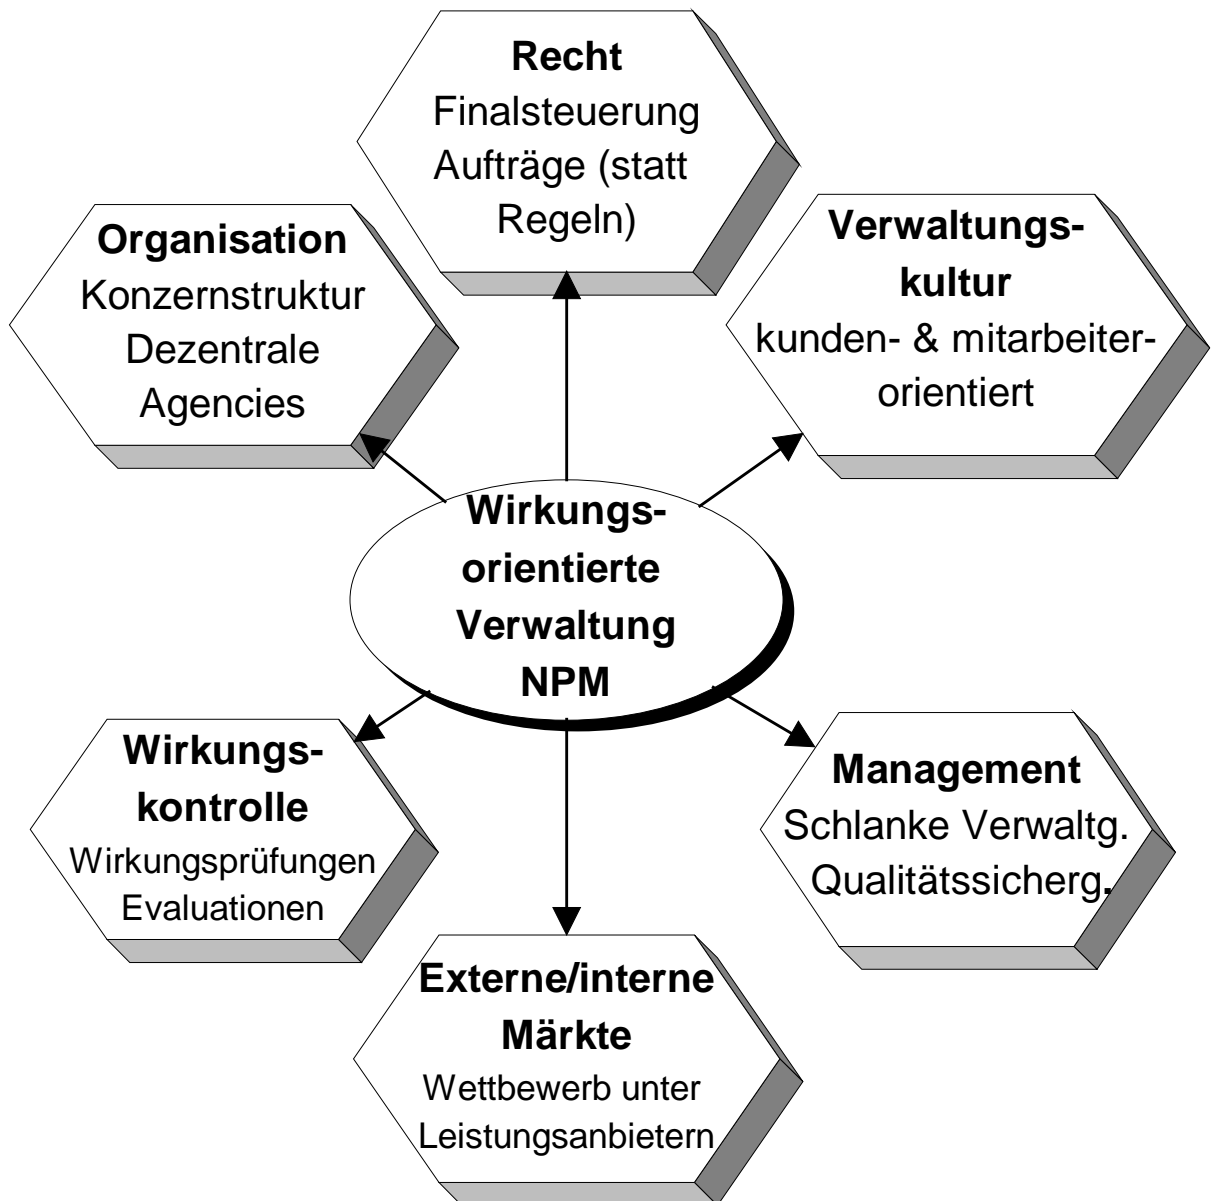 Recht
Finalsteuerung
Aufträge (statt
Regeln)
Organisation
Konzernstruktur
Dezentrale
Agencies
Verwaltungs-
kultur
kunden- & mitarbeiter-
orientiert
Wirkungs-
orientierte
Verwaltung
NPM
Wirkungs-
kontrolle
Wirkungsprüfungen
Evaluationen
Management
Schlanke Verwaltg.
Qualitätssicherg.
Externe/interne
Märkte
Wettbewerb unter
Leistungsanbietern